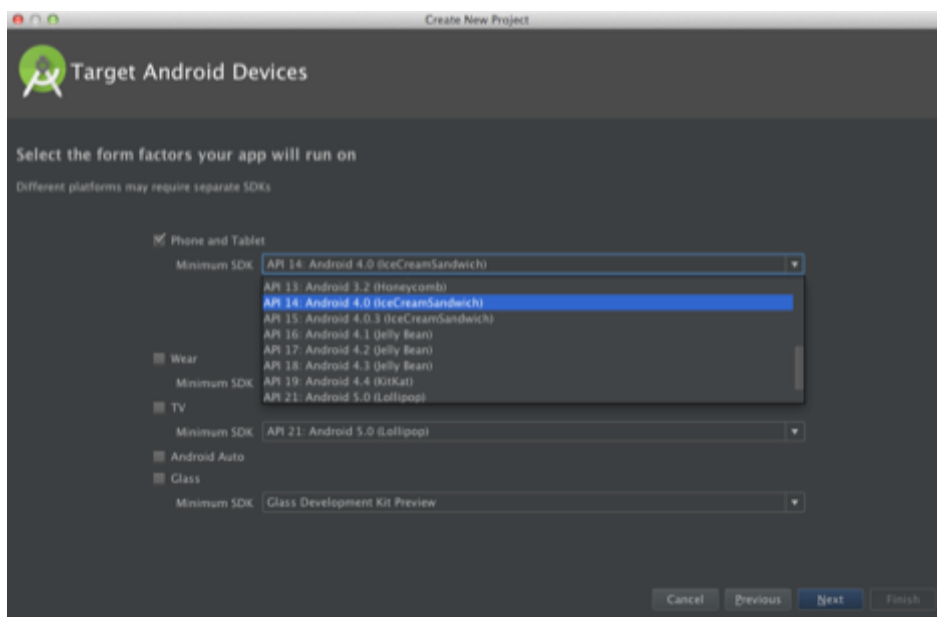 Create New Project
Target Android Devices
Select the form factors your app will run on
Different platforms may require separate SDKs
Phone and Tablet
Minimum SDK API 14: Android 4.0 (IceCreamSandwich)
API 13: Android 3.2 (Honeycomb)
API 14: Android 4.0 (IceCreamSandwich)
API 15: Android 4.0.3 (IceCreamSandwich)
API 16: Android 4.1 (Jelly Bean)
API 17: Android 4.2 (Jelly Bean)
API 18: Android 4.3 (Jelly Bean)
Wear
Minimum SDK API 19: Android 4.4 (KitKat)
API 21: Android 5.0 (Lollipop)
TV
Minimum SDK API 21: Android 5.0 (Lollipop)
Android Auto
Glass
Minimum SDK Glass Development Kit Preview
Cancel Previous Next Finish